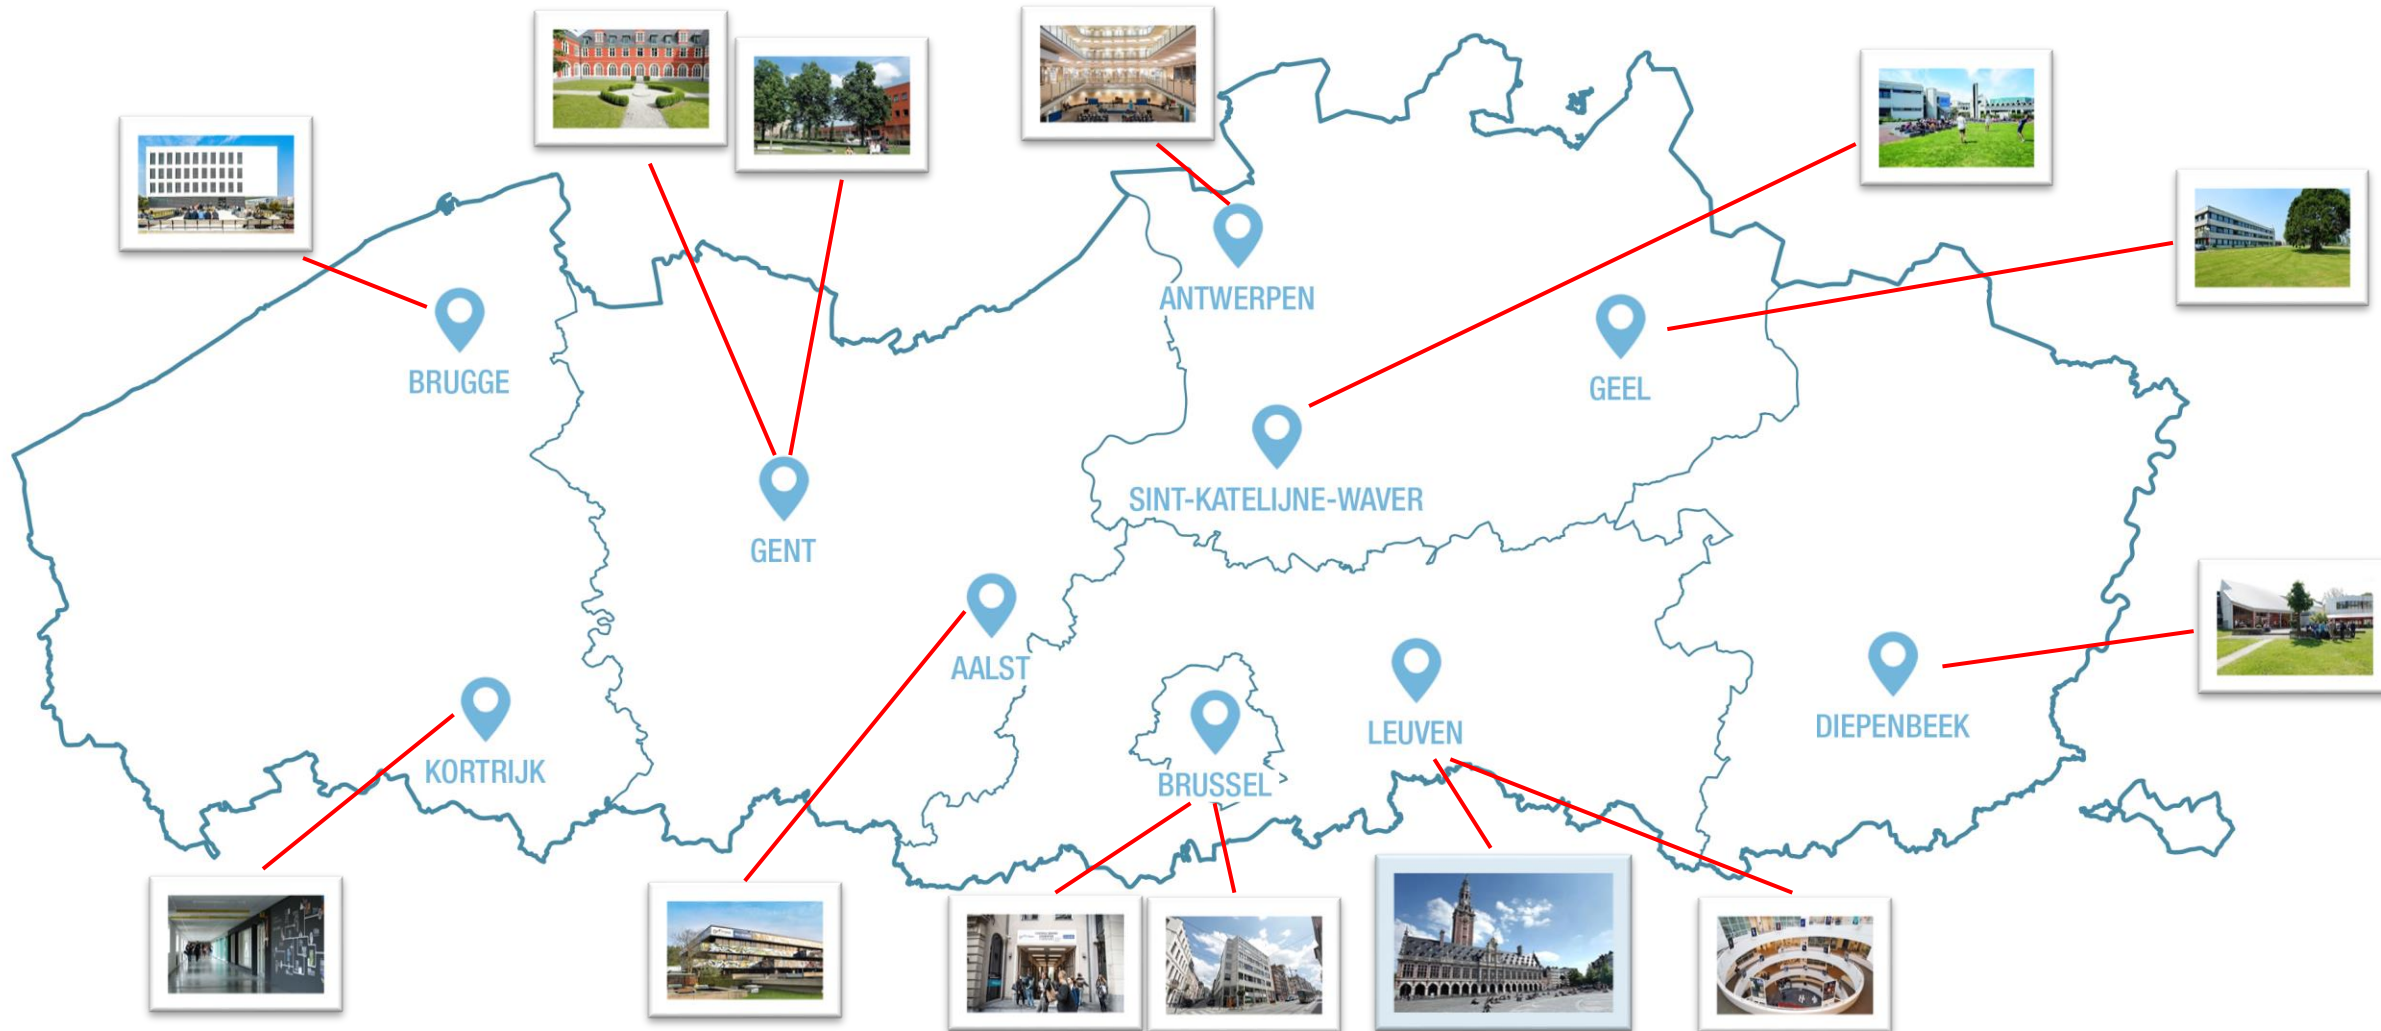 ANTWERPEN
BRUGGE
GEEL
SINT-KATELIJNE-WAVER
GENT
AALST
LEUVEN
DIEPENBEEK
KORTRIJK
BRUSSEL